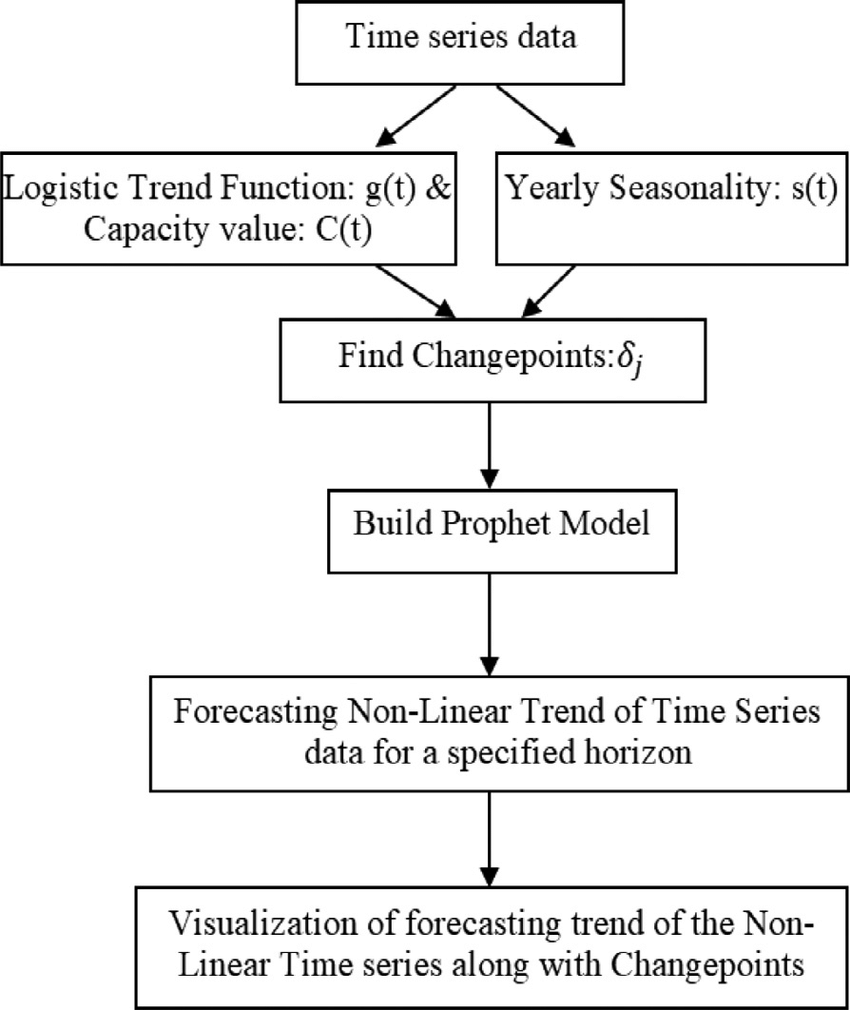 Time series data
Logistic Trend Function: g(t) &
Capacity value: C(t)
Yearly Seasonality: s(t)
Find Changepoints:δⱼ
Build Prophet Model
Forecasting Non-Linear Trend of Time Series
data for a specified horizon
Visualization of forecasting trend of the Non-
Linear Time series along with Changepoints